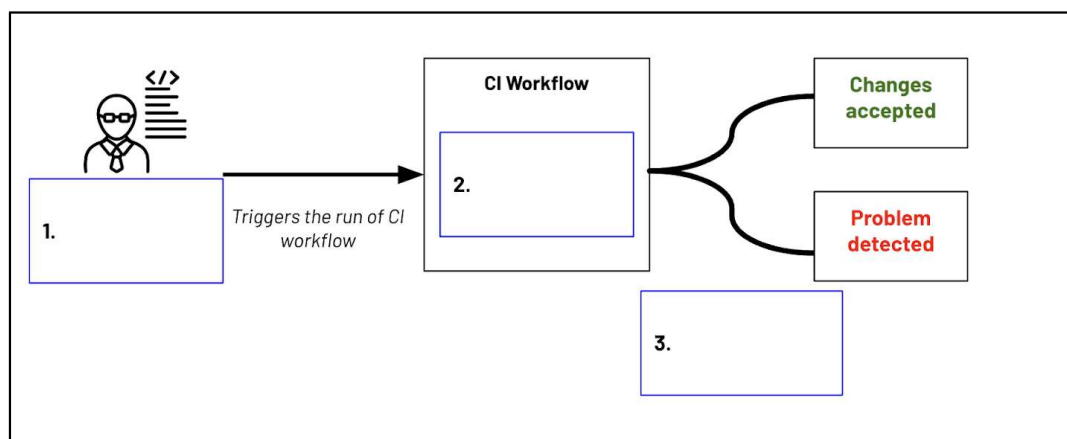 </>
1.
Triggers the run of CI
workflow
CI Workflow
2.
Changes
accepted
Problem
detected
3.